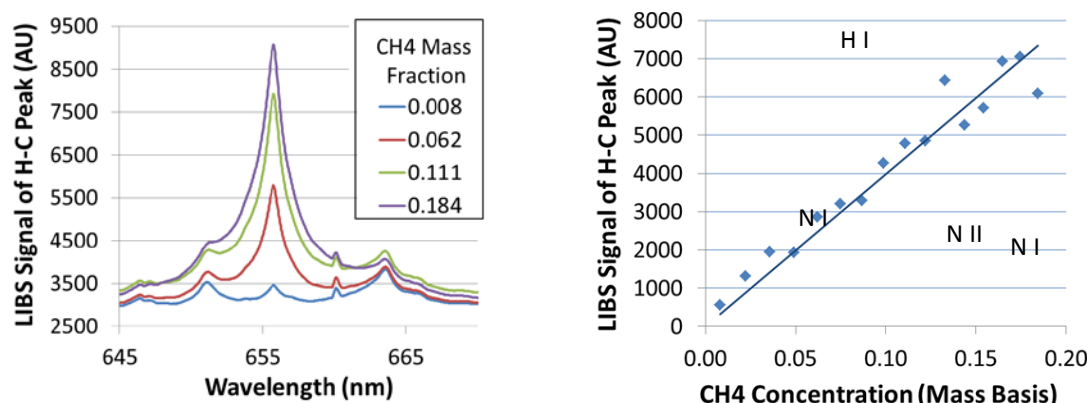 LIBS Signal of H-C Peak (AU)
9500
8500
7500
6500
5500
4500
3500
2500
645
655
665
Wavelength (nm)
CH4 Mass
Fraction
0.008
0.062
0.111
0.184
LIBS Signal of H-C Peak (AU)
8000
7000
6000
5000
4000
3000
2000
1000
0
H I
N I
N II
N I
0.00
0.05
0.10
0.15
0.20
CH4 Concentration (Mass Basis)